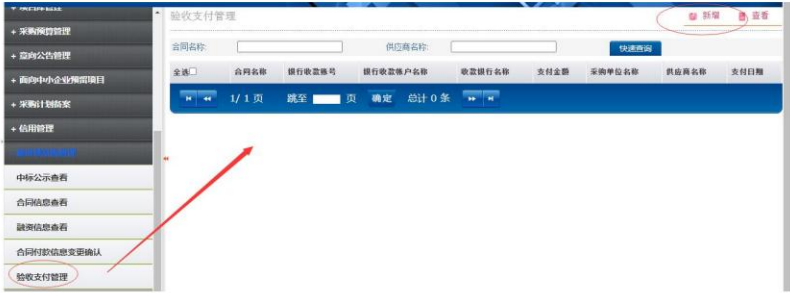 + 采购预算管理
+ 意向公告管理
+ 面向中小企业预留项目
+ 采购计划备案
+ 信用管理
中标公示查看
合同信息查看
融资信息查看
合同付款信息变更确认
验收支付管理
验收支付管理 新增 查看
合同名称: 供应商名称: 快速查询
全选 合同名称 银行收款账号 银行收款账户名称 收款银行名称 支付金额 采购单位名称 供应商名称 支付日期
1/ 1 页 跳至 页 确定 总计 0 条